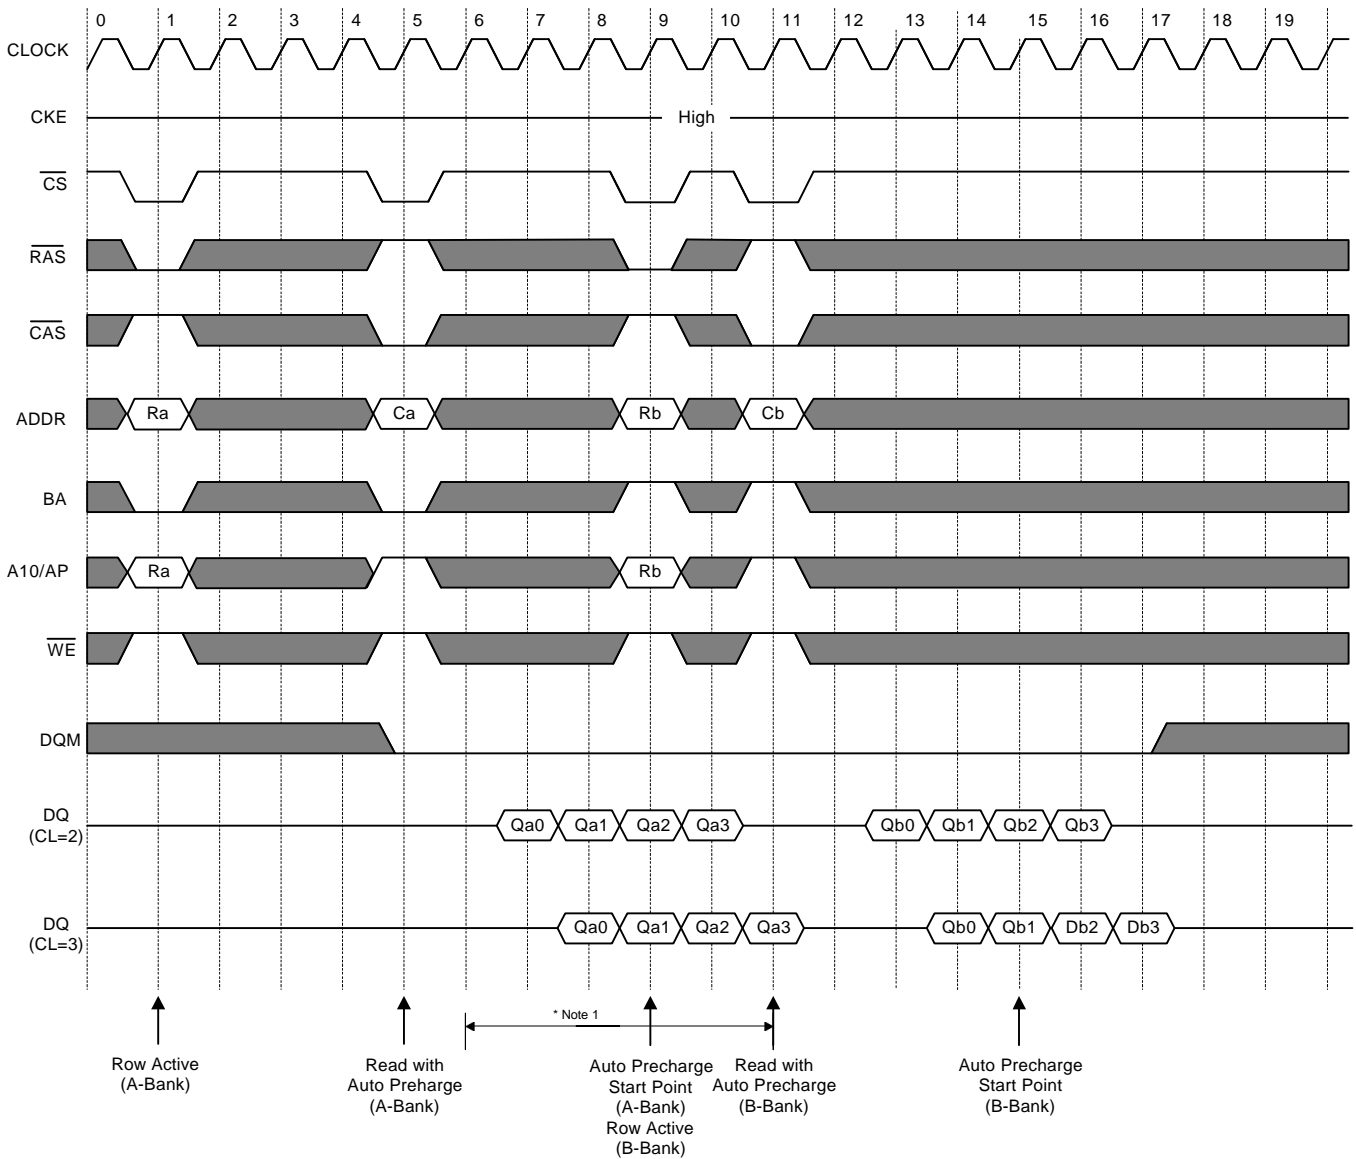 0 1 2 3 4 5 6 7 8 9 10 11 12 13 14 15 16 17 18 19
CLOCK
CKE High
CS
RAS
CAS
ADDR Ra Ca Rb Cb
BA
A10/AP Ra Rb
WE
DQM
DQ
(CL=2)
Qa0 Qa1 Qa2 Qa3 Qb0 Qb1 Qb2 Qb3
DQ
(CL=3)
Qa0 Qa1 Qa2 Qa3 Qb0 Qb1 Db2 Db3
* Note 1
Row Active
(A-Bank)
Read with
Auto Preharge
(A-Bank)
Auto Precharge
Start Point
(A-Bank)
Row Active
(B-Bank)
Read with
Auto Precharge
(B-Bank)
Auto Precharge
Start Point
(B-Bank)